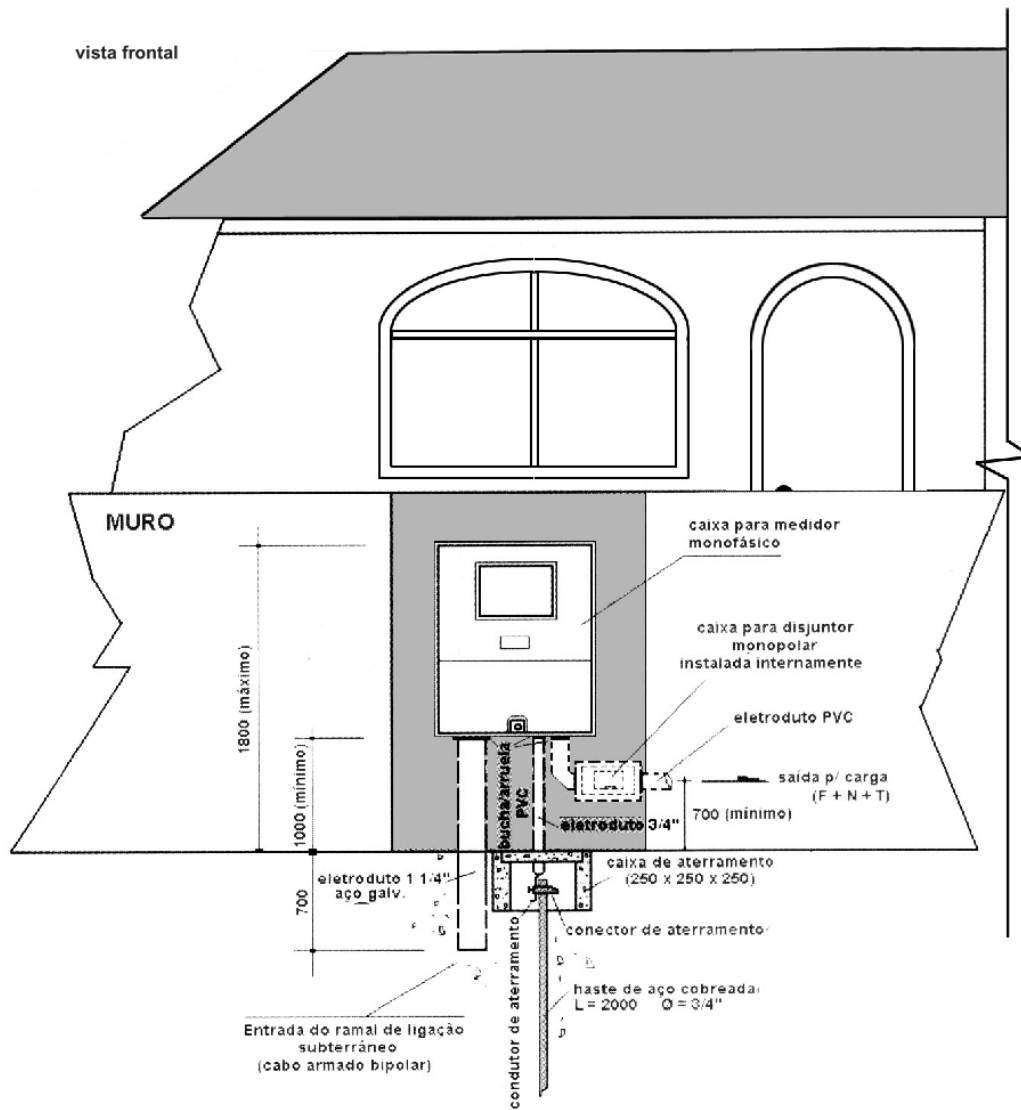 vista frontal
MURO
caixa para medidor
monofásico
caixa para disjuntor
monopolar
instalada internamente
eletroduto PVC
1800 (máximo)
1000 (mínimo)
bucha/arruela
PVC
saída p/ carga
(F + N + T)
700 (mínimo)
eletroduto 3/4"
caixa de aterramento
(250 x 250 x 250)
eletroduto 1 1/4"
aço galv.
700
conector de aterramento
condutor de aterramento
haste de aço cobreada
L = 2000 Ø = 3/4"
Entrada do ramal de ligação
subterrâneo
(cabo armado bipolar)